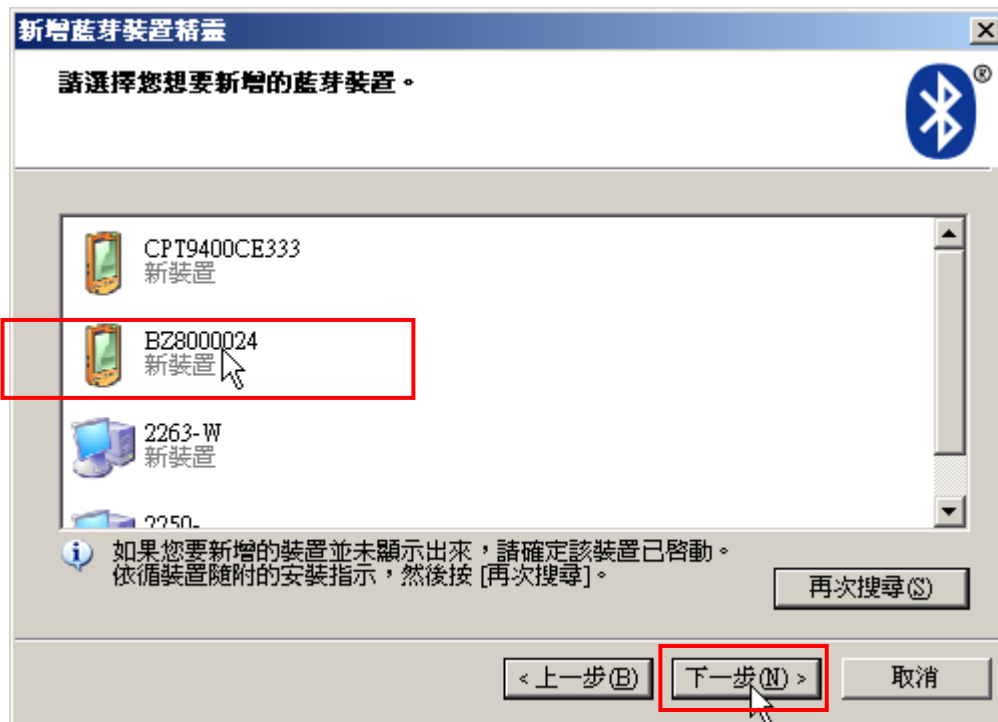 新增藍芽裝置精靈
請選擇您想要新增的藍芽裝置。
®
CPT9400CE333
新裝置
BZ8000024
新裝置
2263-W
新裝置
2250-
如果您要新增的裝置並未顯示出來，請確定該裝置已啓動。
依循裝置隨附的安裝指示，然後按 [再次搜尋]。
再次搜尋(S)
< 上一步(B)
下一步(N) >
取消